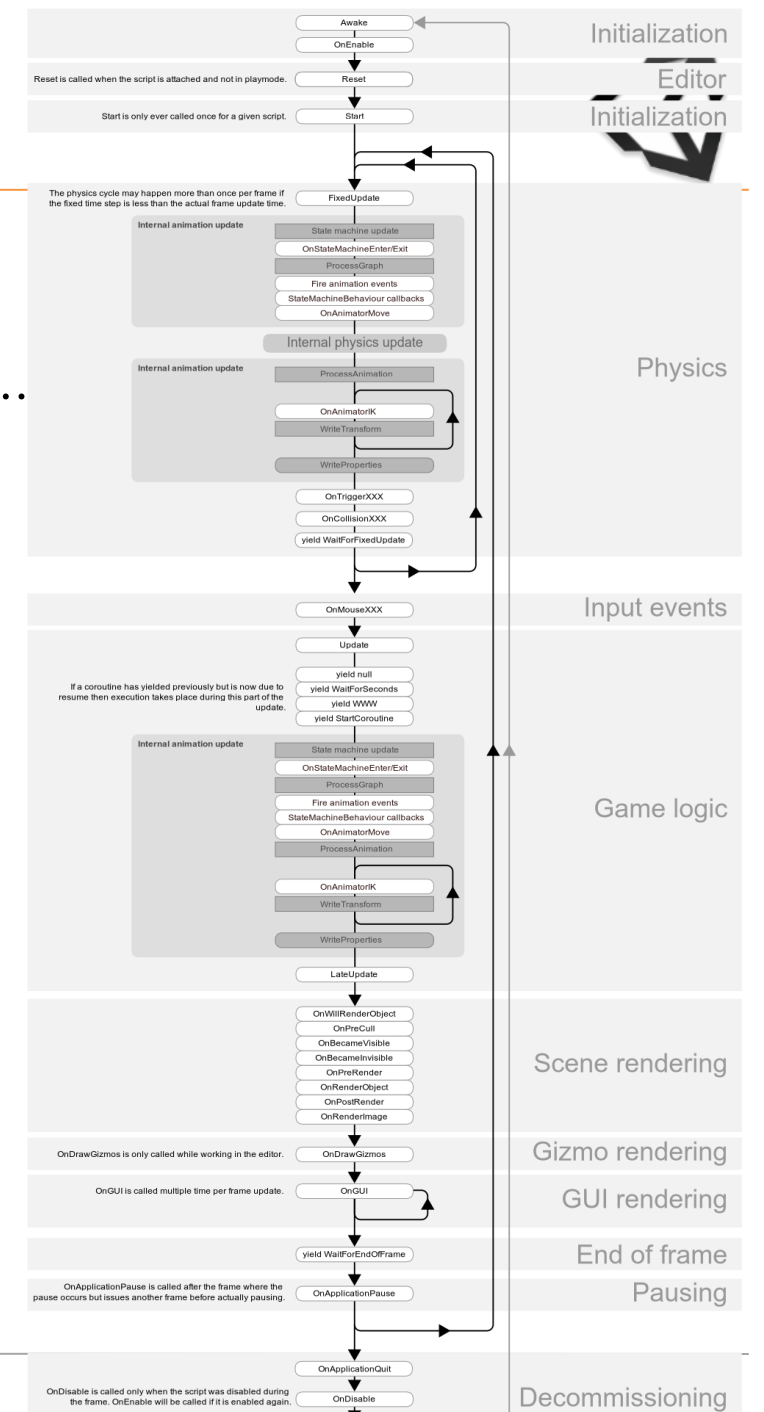 Awake
Initialization
OnEnable
Reset is called when the script is attached and not in playmode.
Reset
Editor
Start is only ever called once for a given script.
Start
Initialization
The physics cycle may happen more than once per frame if
the fixed time step is less than the actual frame update time.
FixedUpdate
Internal animation update
State machine update
OnStateMachineEnter/Exit
ProcessGraph
Fire animation events
StateMachineBehaviour callbacks
OnAnimatorMove
Internal physics update
Physics
Internal animation update
ProcessAnimation
OnAnimatorIK
WriteTransform
WriteProperties
OnTriggerXXX
OnCollisionXXX
yield WaitForFixedUpdate
OnMouseXXX
Input events
Update
yield null
If a coroutine has yielded previously but is now due to
resume then execution takes place during this part of the
update.
yield WaitForSeconds
yield WWW
yield StartCoroutine
Internal animation update
State machine update
OnStateMachineEnter/Exit
ProcessGraph
Fire animation events
StateMachineBehaviour callbacks
OnAnimatorMove
ProcessAnimation
Game logic
OnAnimatorIK
WriteTransform
WriteProperties
LateUpdate
OnWillRenderObject
OnPreCull
OnBecameVisible
OnBecameInvisible
OnPreRender
OnRenderObject
OnPostRender
OnRenderImage
Scene rendering
OnDrawGizmos is only called while working in the editor.
OnDrawGizmos
Gizmo rendering
OnGUI is called multiple time per frame update.
OnGUI
GUI rendering
yield WaitForEndOfFrame
End of frame
OnApplicationPause is called after the frame where the
pause occurs but issues another frame before actually pausing.
OnApplicationPause
Pausing
OnApplicationQuit
OnDisable is called only when the script was disabled during
the frame. OnEnable will be called if it is enabled again.
OnDisable
Decommissioning